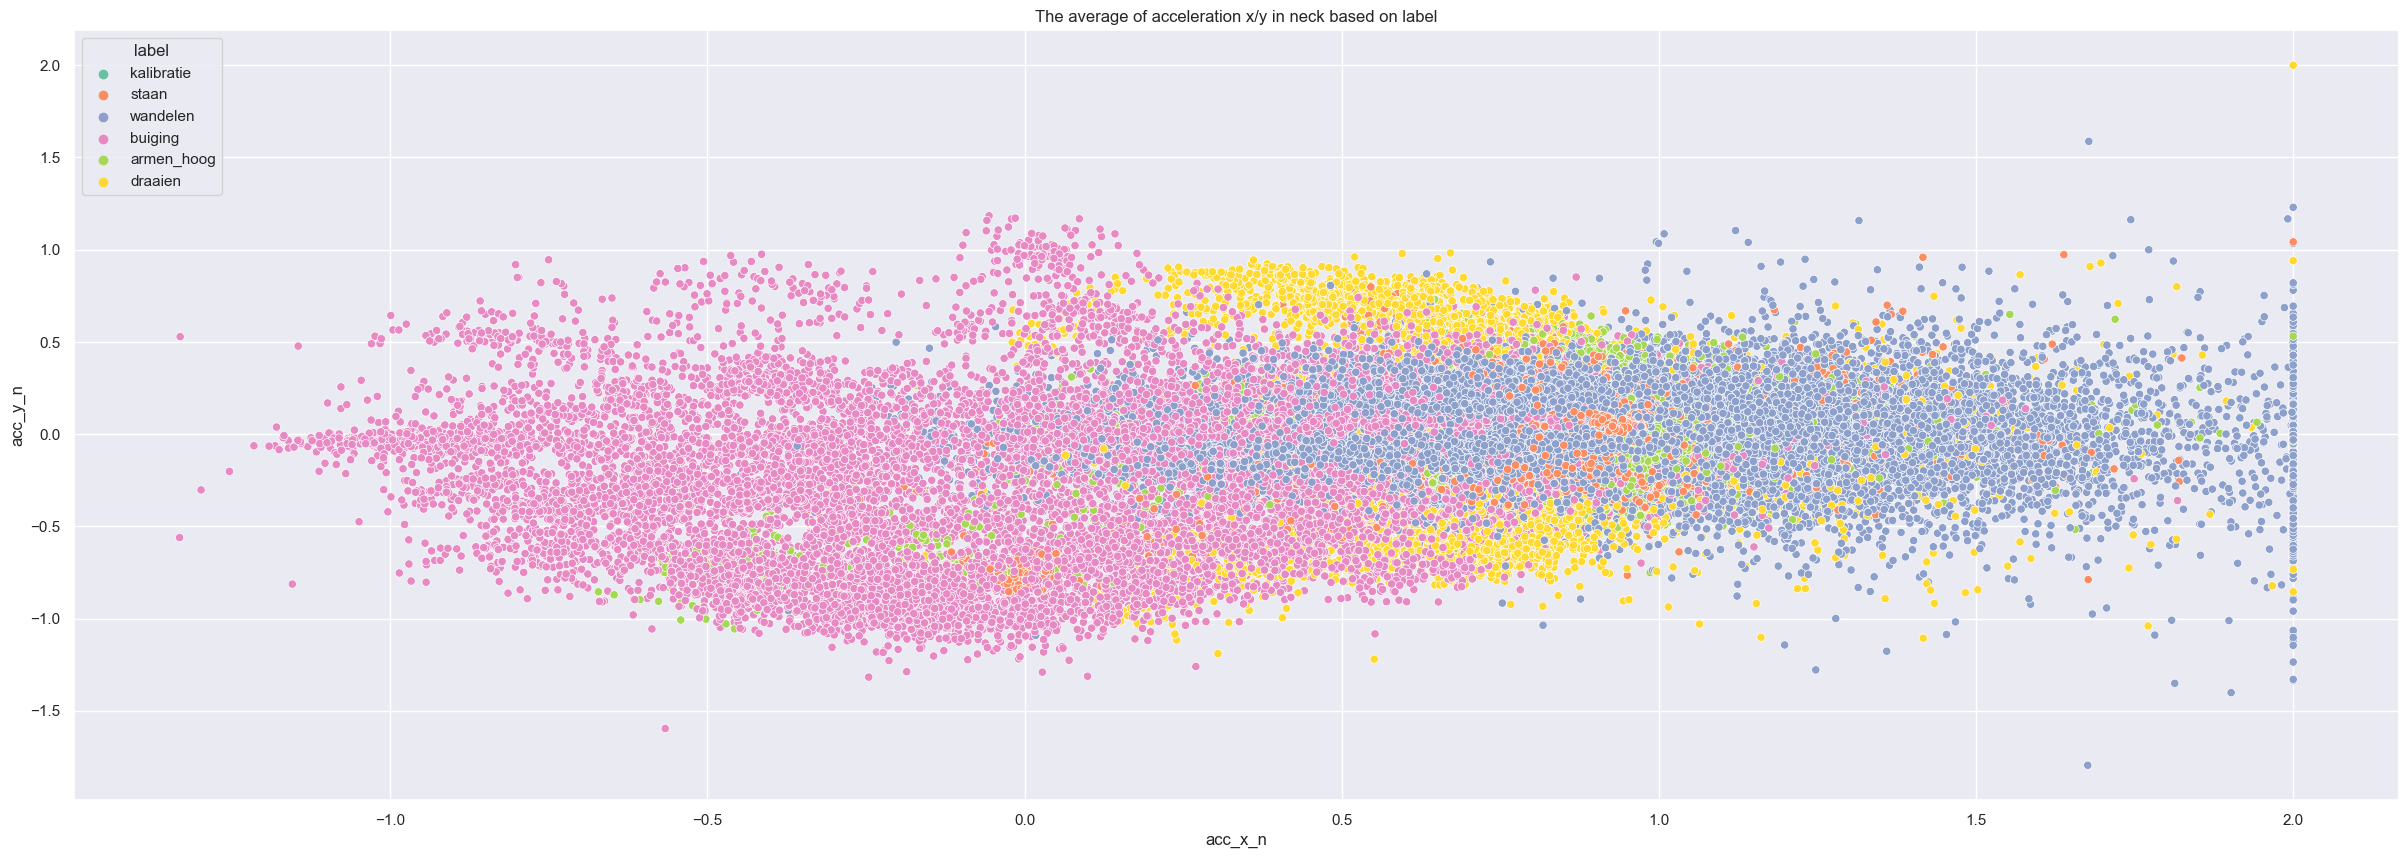 The average of acceleration x/y in neck based on label
label
kalibratie
staan
wandelen
buiging
armen_hoog
draaien
2.0
1.5
1.0
0.5
0.0
−0.5
−1.0
−1.5
acc_y_n
−1.0
−0.5
0.0
0.5
1.0
1.5
2.0
acc_x_n